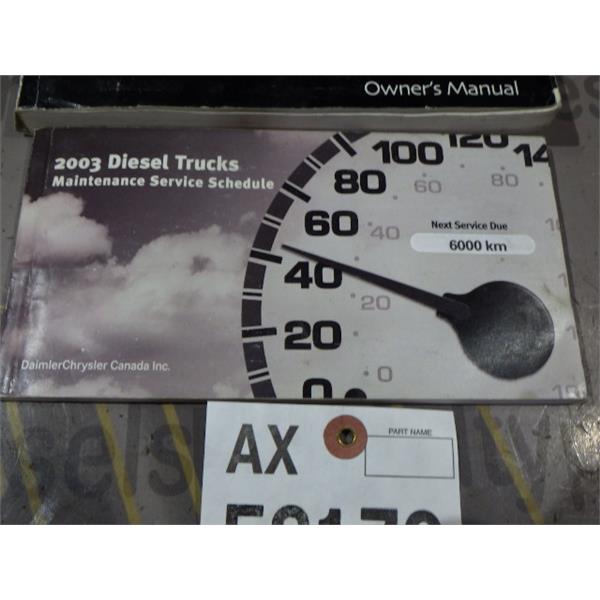 Owner's Manual
2003 Diesel Trucks
Maintenance Service Schedule
100
120
80
60
80
60
40
Next Service Due
6000 km
40
20
20
0
0
DaimlerChrysler Canada Inc.
AX
PART NAME